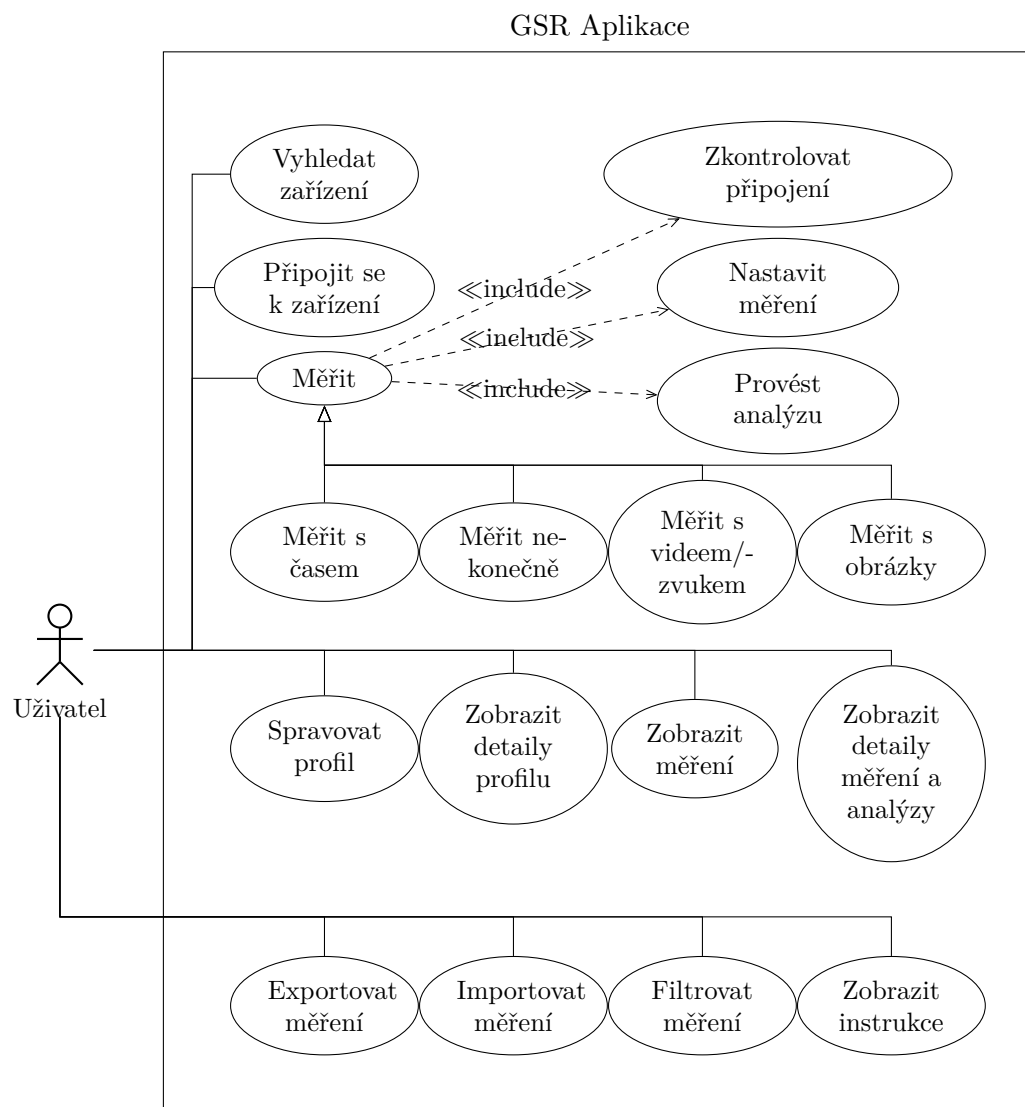 GSR Aplikace
Vyhledat
zařízení
Zkontrolovat
připojení
Připojit se
k zařízení
≪include≫
Nastavit
měření
≪include≫
Měřit
≪include≫
Provést
analýzu
Měřit s
časem
Měřit ne-
konečně
Měřit s
videem/-
zvukem
Měřit s
obrázky
Uživatel
Spravovat
profil
Zobrazit
detaily
profilu
Zobrazit
měření
Zobrazit
detaily
měření a
analýzy
Exportovat
měření
Importovat
měření
Filtrovat
měření
Zobrazit
instrukce